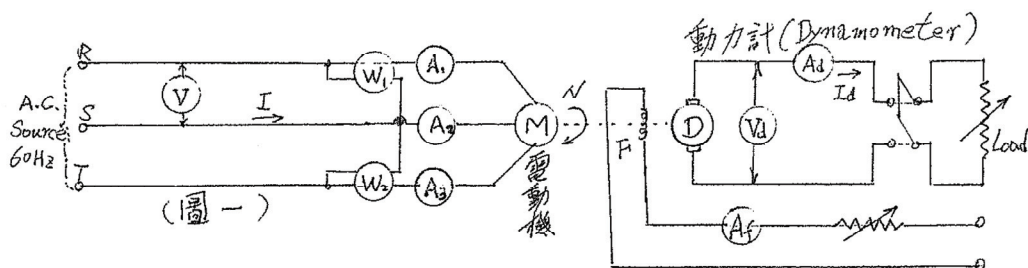 動力計(Dynamometer)
R
A.C.
Source
60Hz
S
T
V
I
W₁
W₂
A₁
A₂
A₃
M
電動機
N
(圖一)
F
D
Vd
Ad
Id
Load
Af